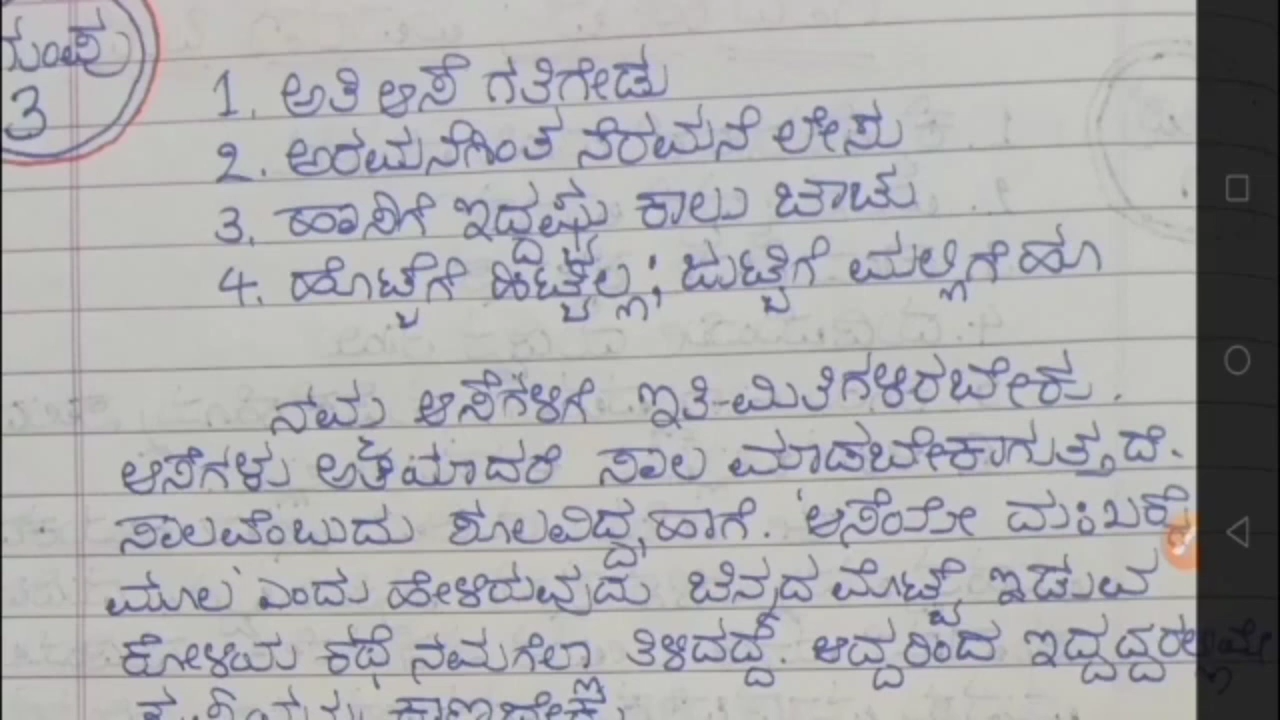 ಗುಂಪು
3
1. ಅತಿ ಆಸೆ ಗತಿಗೇಡು
2. ಅರಮನೆಗಿಂತ ನೆರಮನೆ ಲೇಸು
3. ಹಾಸಿಗೆ ಇದ್ದಷ್ಟು ಕಾಲು ಚಾಚು
4. ಹೊಟ್ಟೆಗೆ ಹಿಟ್ಟಿಲ್ಲ; ಜುಟ್ಟಿಗೆ ಮಲ್ಲಿಗೆ ಹೂ
ನಮ್ಮ ಆಸೆಗಳಿಗೆ ಇತಿ-ಮಿತಿಗಳಿರಬೇಕು.
ಆಸೆಗಳು ಅತಿಯಾದರೆ ಸಾಲ ಮಾಡಬೇಕಾಗುತ್ತದೆ.
ಸಾಲವೆಂಬುದು ಶೂಲವಿದ್ದ ಹಾಗೆ. 'ಆಸೆಯೇ ದುಃಖಕ್ಕೆ
ಮೂಲ' ಎಂದು ಹೇಳಿರುವುದು ಚಿನ್ನದ ಮೊಟ್ಟೆ ಇಡುವ
ಕೋಳಿಯ ಕಥೆ ನಮಗೆಲ್ಲಾ ತಿಳಿದದ್ದೆ. ಆದ್ದರಿಂದ ಇದ್ದದ್ದರಲ್ಲಿಯೇ
ಕಾಣಬೇಕು